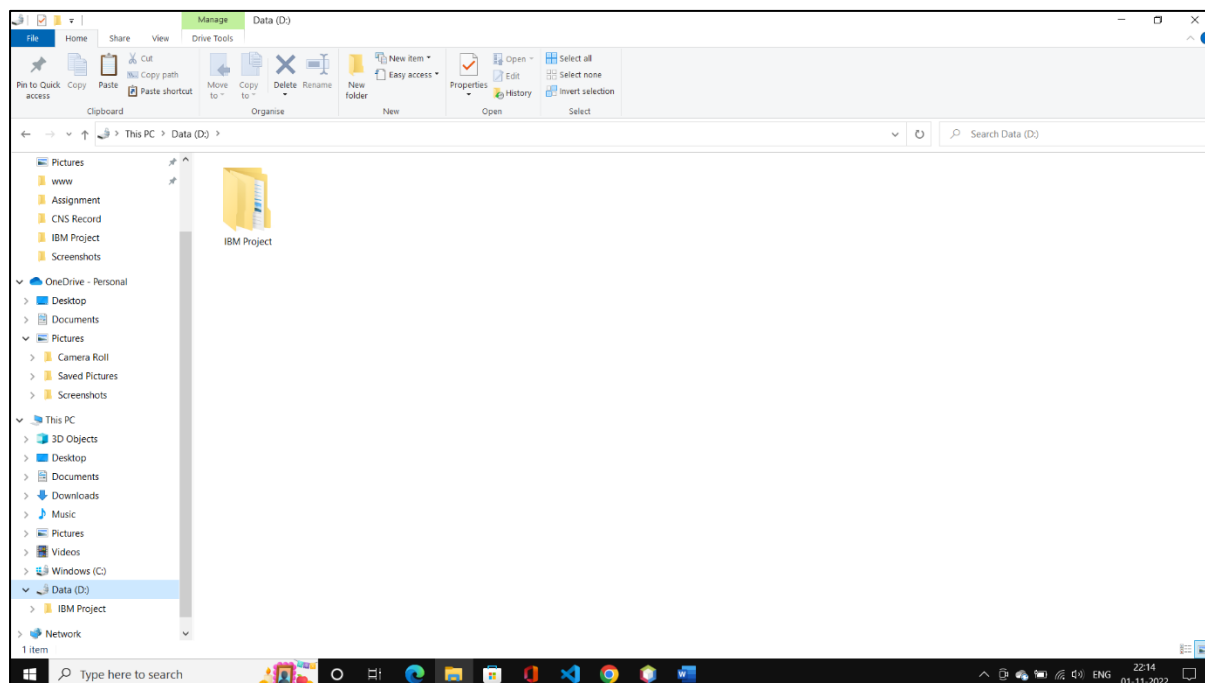 Manage Data (D:)
File Home Share View Drive Tools
Pin to Quick access
Copy
Paste
Cut
Copy path
Paste shortcut
Clipboard
Move to
Copy to
Delete
Rename
Organise
New folder
New item
Easy access
New
Properties
Open
Edit
History
Open
Select all
Select none
Invert selection
Select
This PC > Data (D:) >
Search Data (D:)
Pictures
www
Assignment
CNS Record
IBM Project
Screenshots
OneDrive - Personal
Desktop
Documents
Pictures
Camera Roll
Saved Pictures
Screenshots
This PC
3D Objects
Desktop
Documents
Downloads
Music
Pictures
Videos
Windows (C:)
Data (D:)
IBM Project
Network
IBM Project
1 item
Type here to search
ENG
22:14
01-11-2022